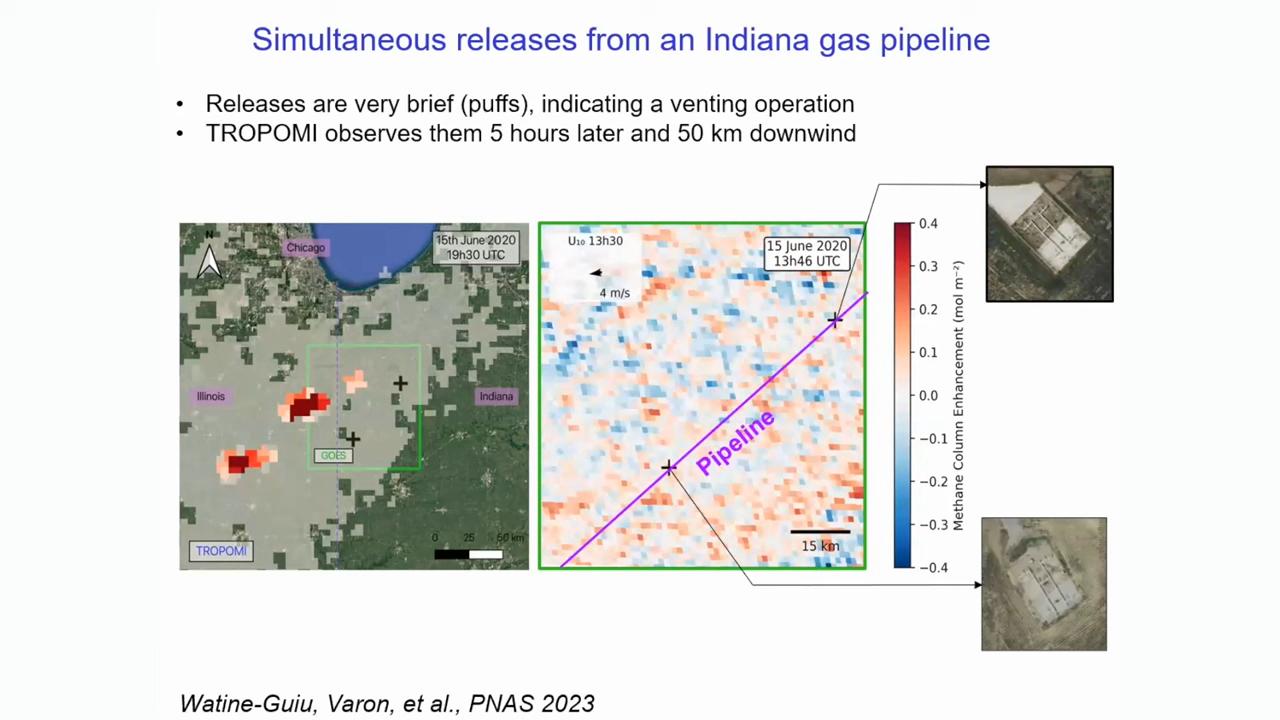 Simultaneous releases from an Indiana gas pipeline
• Releases are very brief (puffs), indicating a venting operation
• TROPOMI observes them 5 hours later and 50 km downwind
N
Chicago
15th June 2020
19h30 UTC
Illinois
Indiana
GOES
TROPOMI
0 25 50 km
U₁₀ 13h30
4 m/s
15 June 2020
13h46 UTC
Pipeline
15 km
0.4
0.3
0.2
0.1
0.0
−0.1
−0.2
−0.3
−0.4
Methane Column Enhancement (mol m⁻²)
Watine-Guiu, Varon, et al., PNAS 2023